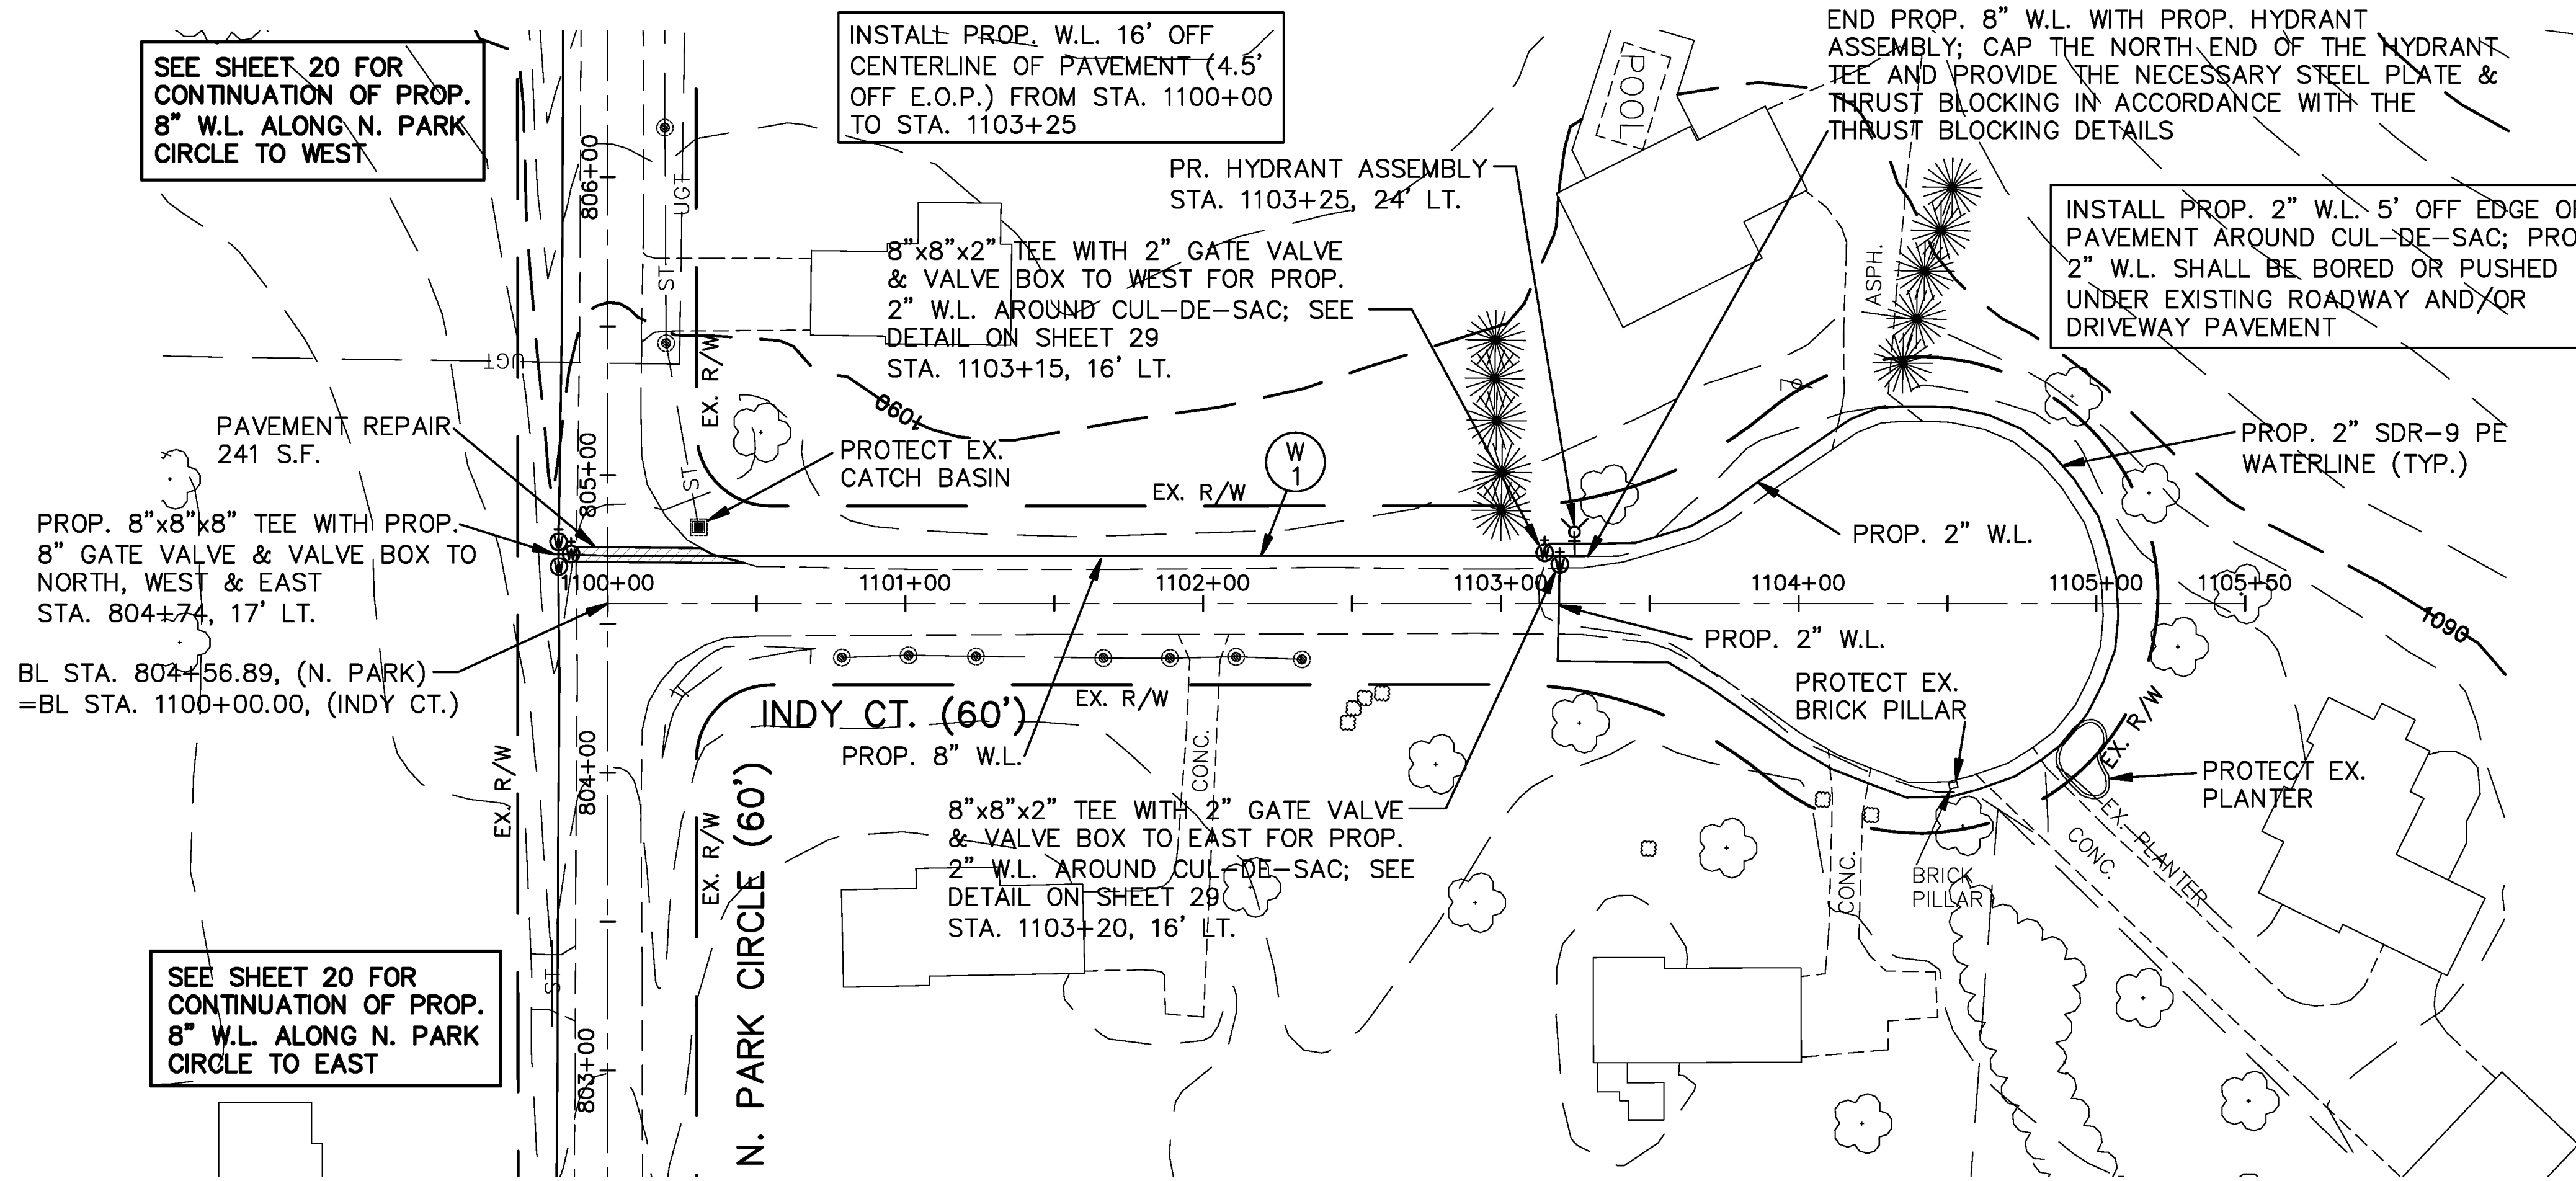 SEE SHEET 20 FOR
CONTINUATION OF PROP.
8" W.L. ALONG N. PARK
CIRCLE TO WEST
INSTALL PROP. W.L. 16' OFF
CENTERLINE OF PAVEMENT (4.5'
OFF E.O.P.) FROM STA. 1100+00
TO STA. 1103+25
END PROP. 8" W.L. WITH PROP. HYDRANT
ASSEMBLY; CAP THE NORTH END OF THE HYDRANT
TEE AND PROVIDE THE NECESSARY STEEL PLATE &
THRUST BLOCKING IN ACCORDANCE WITH THE
THRUST BLOCKING DETAILS
POOL
PR. HYDRANT ASSEMBLY
STA. 1103+25, 24' LT.
INSTALL PROP. 2" W.L. 5' OFF EDGE
PAVEMENT AROUND CUL-DE-SAC;
2" W.L. SHALL BE BORED OR PUSHED
UNDER EXISTING ROADWAY AND/OR
DRIVEWAY PAVEMENT
8"x8"x2" TEE WITH 2" GATE VALVE
& VALVE BOX TO WEST FOR PROP.
2" W.L. AROUND CUL-DE-SAC; SEE
DETAIL ON SHEET 29
STA. 1103+15, 16' LT.
806+00
UGT
ST
ASPH.
UGT
EX. R/W
1090
PAVEMENT REPAIR
241 S.F.
PROTECT EX.
CATCH BASIN
W
1
PROP. 2" SDR-9 PE
WATERLINE (TYP.)
805+00
ST
EX. R/W
PROP. 8"x8"x8" TEE WITH PROP.
8" GATE VALVE & VALVE BOX TO
NORTH, WEST & EAST
STA. 804+74, 17' LT.
W
W
W
W
W
PROP. 2" W.L.
1100+00
1101+00
1102+00
1103+00
1104+00
1105+00
1105+50
1090
PROP. 2" W.L.
BL STA. 804+56.89, (N. PARK)
=BL STA. 1100+00.00, (INDY CT.)
PROTECT EX.
BRICK PILLAR
EX. R/W
INDY CT. (60')
EX. R/W
PROP. 8" W.L.
CONC.
EX. R/W
804+00
PROTECT EX.
PLANTER
N. PARK CIRCLE (60')
EX. R/W
8"x8"x2" TEE WITH 2" GATE VALVE
& VALVE BOX TO EAST FOR PROP.
2" W.L. AROUND CUL-DE-SAC; SEE
DETAIL ON SHEET 29
STA. 1103+20, 16' LT.
CONC.
BRICK
PILLAR
CONC.
EX. PLANTER
SEE SHEET 20 FOR
CONTINUATION OF PROP.
8" W.L. ALONG N. PARK
CIRCLE TO EAST
ST
803+00